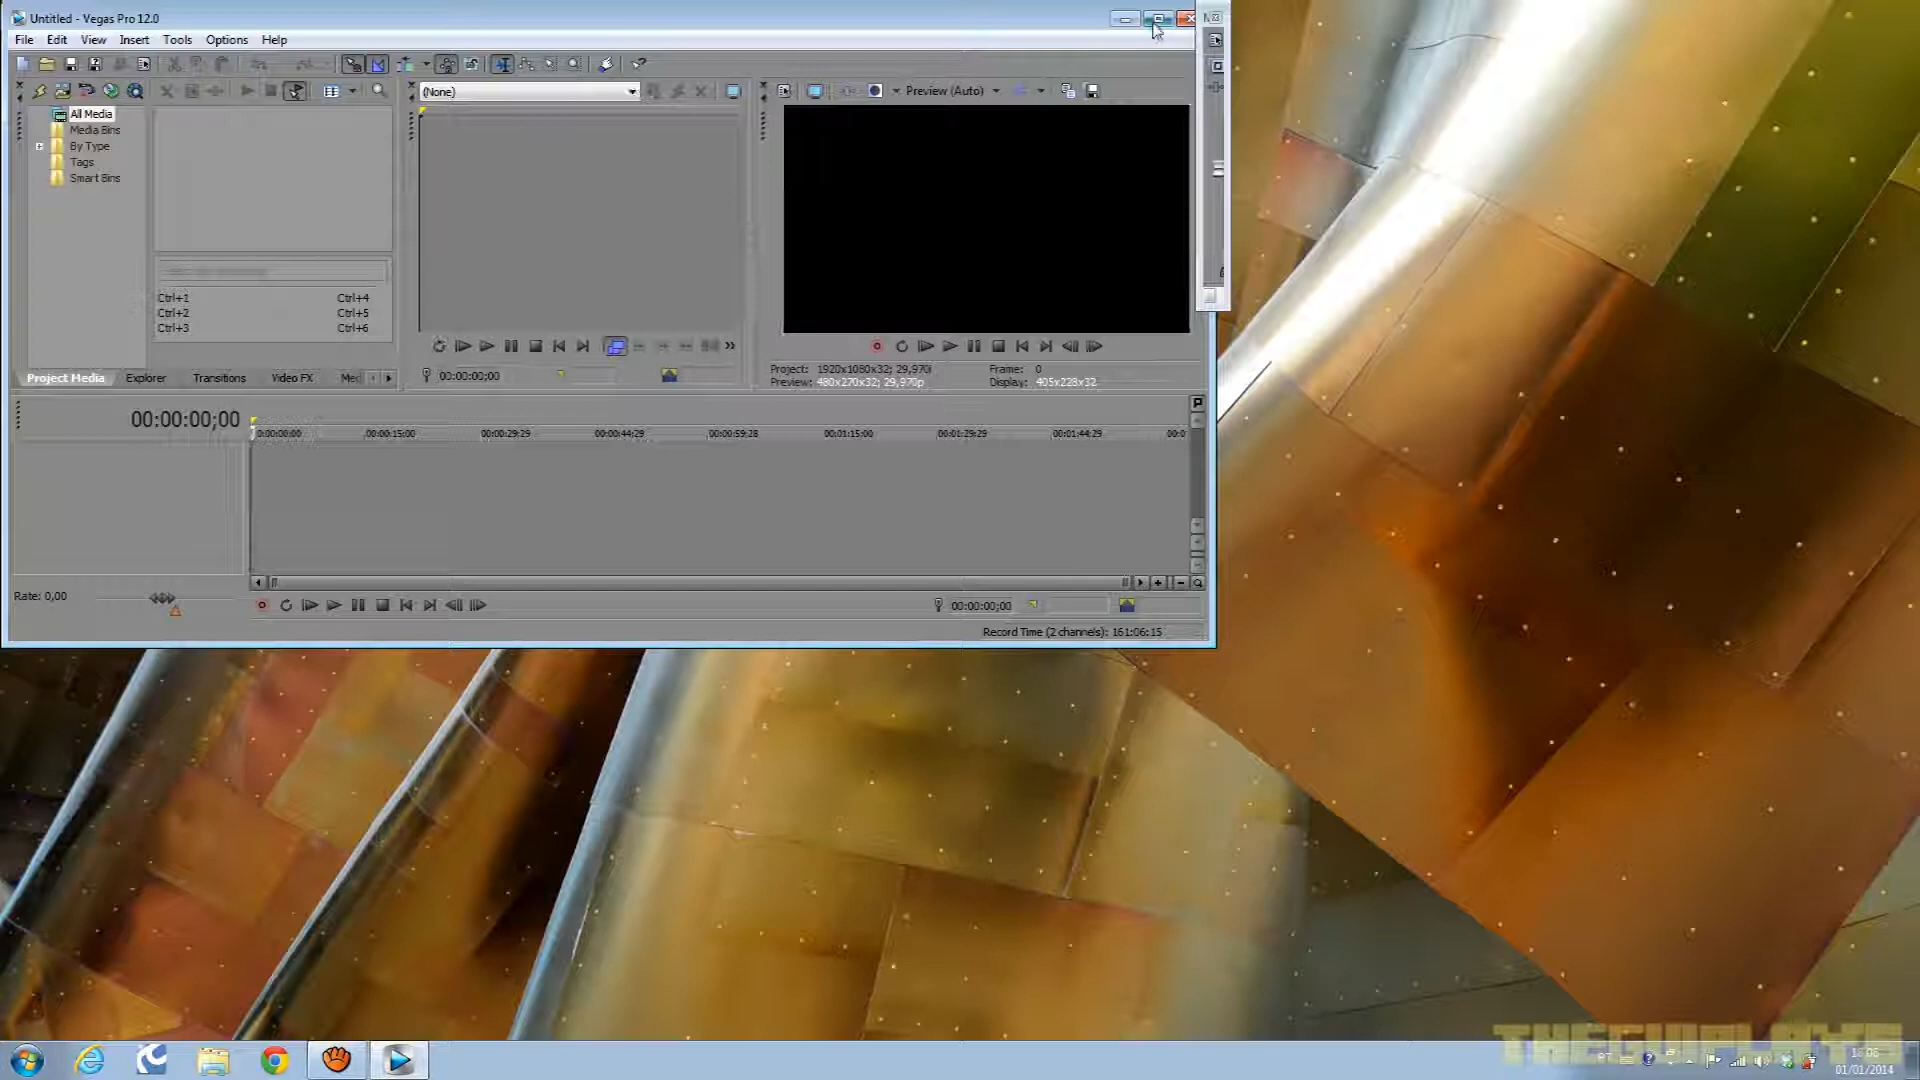 Untitled - Vegas Pro 12.0
File Edit View Insert Tools Options Help
(None)
Preview (Auto)
All Media
Media Bins
By Type
Tags
Smart Bins
Ctrl+1 Ctrl+4
Ctrl+2 Ctrl+5
Ctrl+3 Ctrl+6
Project Media Explorer Transitions Video FX Med
00:00:00;00
Project: 1920x1080x32; 29,970i Frame: 0
Preview: 480x270x32; 29,970p Display: 405x228x32
00:00:00;00
00:00:00;00 00:00:15;00 00:00:29;29 00:00:44;29 00:00:59;28 00:01:15;00 00:01:29;29 00:01:44;29 00:0
Rate: 0,00
00:00:00;00
Record Time (2 channels): 161:06:15
PT
01/01/2014